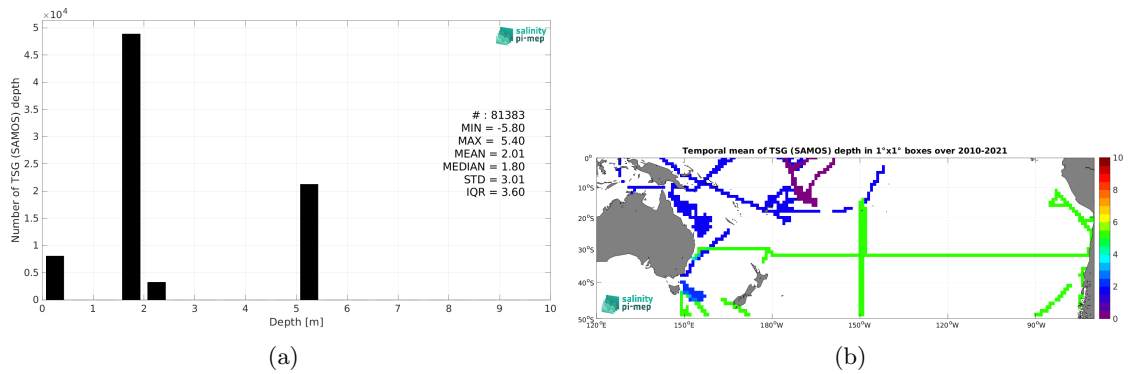 ×10⁴
5
4.5
4
3.5
3
2.5
2
1.5
1
0.5
0
Number of TSG (SAMOS) depth
salinity
pi-mep
# : 81383
MIN = -5.80
MAX = 5.40
MEAN = 2.01
MEDIAN = 1.80
STD = 3.01
IQR = 3.60
0 1 2 3 4 5 6 7 8 9 10
Depth [m]
(a)
Temporal mean of TSG (SAMOS) depth in 1°x1° boxes over 2010-2021
0°
10°S
20°S
30°S
40°S
50°S
120°E 150°E 180°W 150°W 120°W 90°W
salinity
pi-mep
10
8
6
4
2
0
(b)